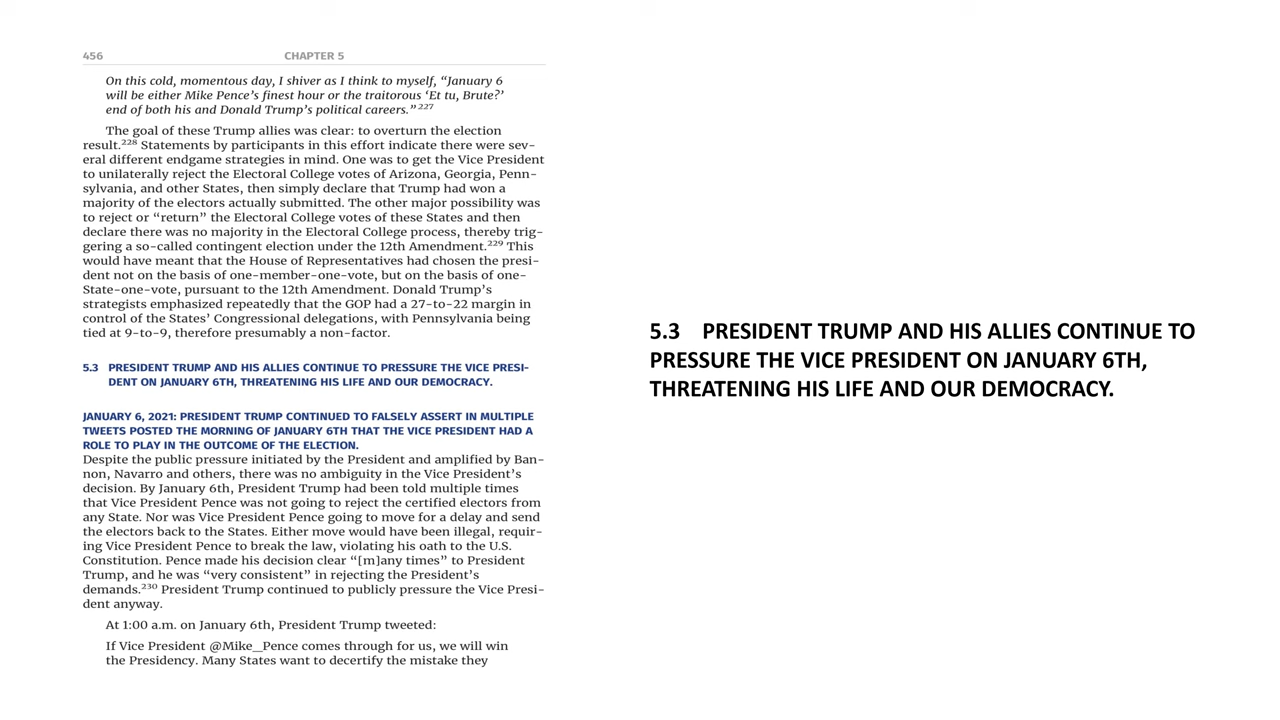 456
CHAPTER 5
On this cold, momentous day, I shiver as I think to myself, “January 6
will be either Mike Pence’s finest hour or the traitorous ‘Et tu, Brute?’
end of both his and Donald Trump’s political careers.”227
The goal of these Trump allies was clear: to overturn the election
result.228 Statements by participants in this effort indicate there were sev-
eral different endgame strategies in mind. One was to get the Vice President
to unilaterally reject the Electoral College votes of Arizona, Georgia, Penn-
sylvania, and other States, then simply declare that Trump had won a
majority of the electors actually submitted. The other major possibility was
to reject or “return” the Electoral College votes of these States and then
declare there was no majority in the Electoral College process, thereby trig-
gering a so-called contingent election under the 12th Amendment.229 This
would have meant that the House of Representatives had chosen the presi-
dent not on the basis of one-member-one-vote, but on the basis of one-
State-one-vote, pursuant to the 12th Amendment. Donald Trump’s
strategists emphasized repeatedly that the GOP had a 27-to-22 margin in
control of the States’ Congressional delegations, with Pennsylvania being
tied at 9-to-9, therefore presumably a non-factor.
5.3 PRESIDENT TRUMP AND HIS ALLIES CONTINUE TO PRESSURE THE VICE PRESI-
DENT ON JANUARY 6TH, THREATENING HIS LIFE AND OUR DEMOCRACY.
JANUARY 6, 2021: PRESIDENT TRUMP CONTINUED TO FALSELY ASSERT IN MULTIPLE
TWEETS POSTED THE MORNING OF JANUARY 6TH THAT THE VICE PRESIDENT HAD A
ROLE TO PLAY IN THE OUTCOME OF THE ELECTION.
Despite the public pressure initiated by the President and amplified by Ban-
non, Navarro and others, there was no ambiguity in the Vice President’s
decision. By January 6th, President Trump had been told multiple times
that Vice President Pence was not going to reject the certified electors from
any State. Nor was Vice President Pence going to move for a delay and send
the electors back to the States. Either move would have been illegal, requir-
ing Vice President Pence to break the law, violating his oath to the U.S.
Constitution. Pence made his decision clear “[m]any times” to President
Trump, and he was “very consistent” in rejecting the President’s
demands.230 President Trump continued to publicly pressure the Vice Presi-
dent anyway.
At 1:00 a.m. on January 6th, President Trump tweeted:
If Vice President @Mike_Pence comes through for us, we will win
the Presidency. Many States want to decertify the mistake they
5.3 PRESIDENT TRUMP AND HIS ALLIES CONTINUE TO
PRESSURE THE VICE PRESIDENT ON JANUARY 6TH,
THREATENING HIS LIFE AND OUR DEMOCRACY.